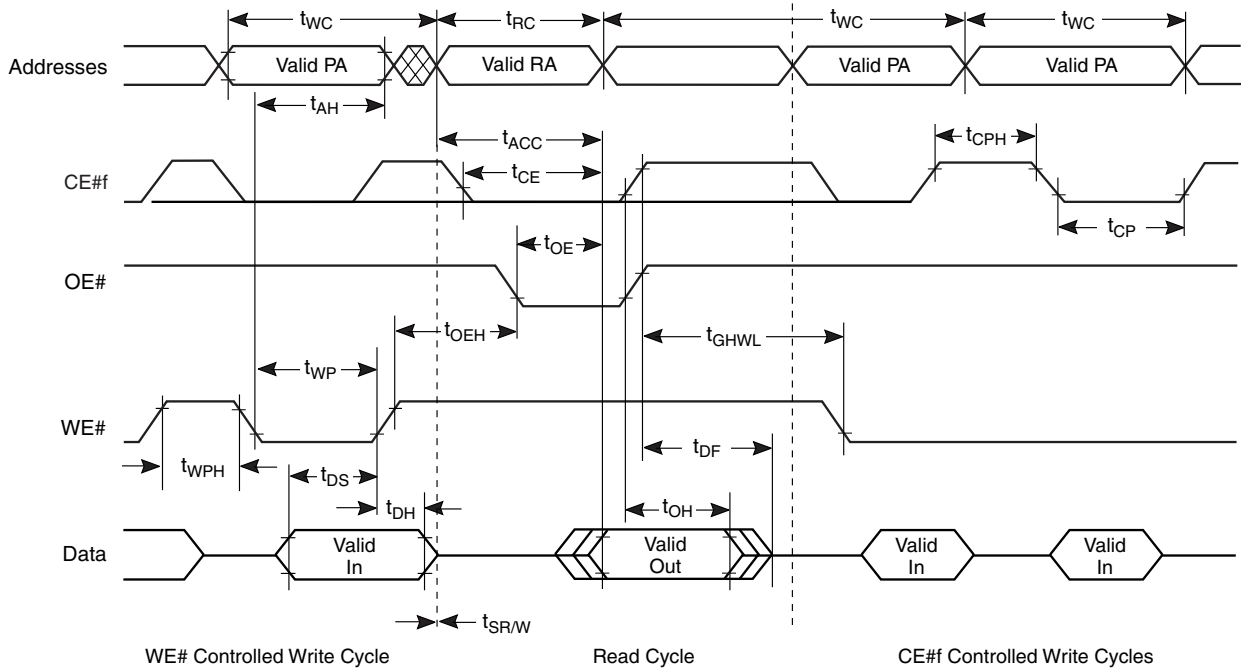 tWC tRC tWC tWC
Addresses Valid PA Valid RA Valid PA Valid PA
tAH
tACC
tCPH
CE#f tCE
tCP
tOE
OE#
tOEH tGHWL
tWP
WE#
tDF
tWPH tDS
tDH tOH
Data Valid In Valid Out Valid In Valid In
tSR/W
WE# Controlled Write Cycle Read Cycle CE#f Controlled Write Cycles